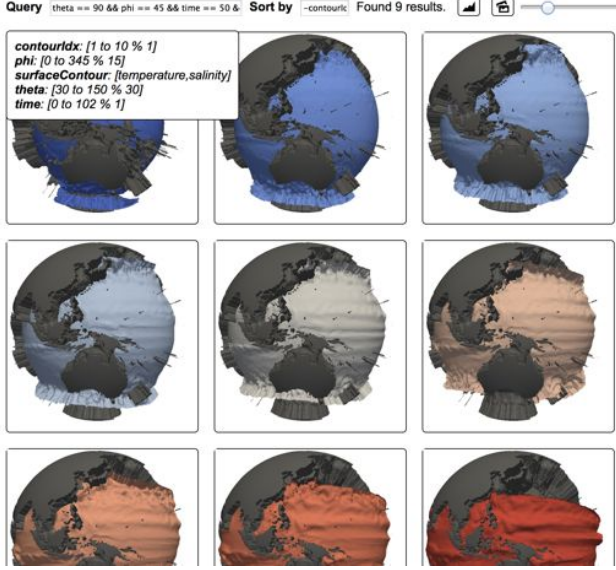 Query theta == 90 && phi == 45 && time == 50 & Sort by Found 9 results.
contourIdx: [1 to 10 % 1]
phi: [0 to 345 % 15]
surfaceContour: [temperature,salinity]
theta: [30 to 150 % 30]
time: [0 to 102 % 1]